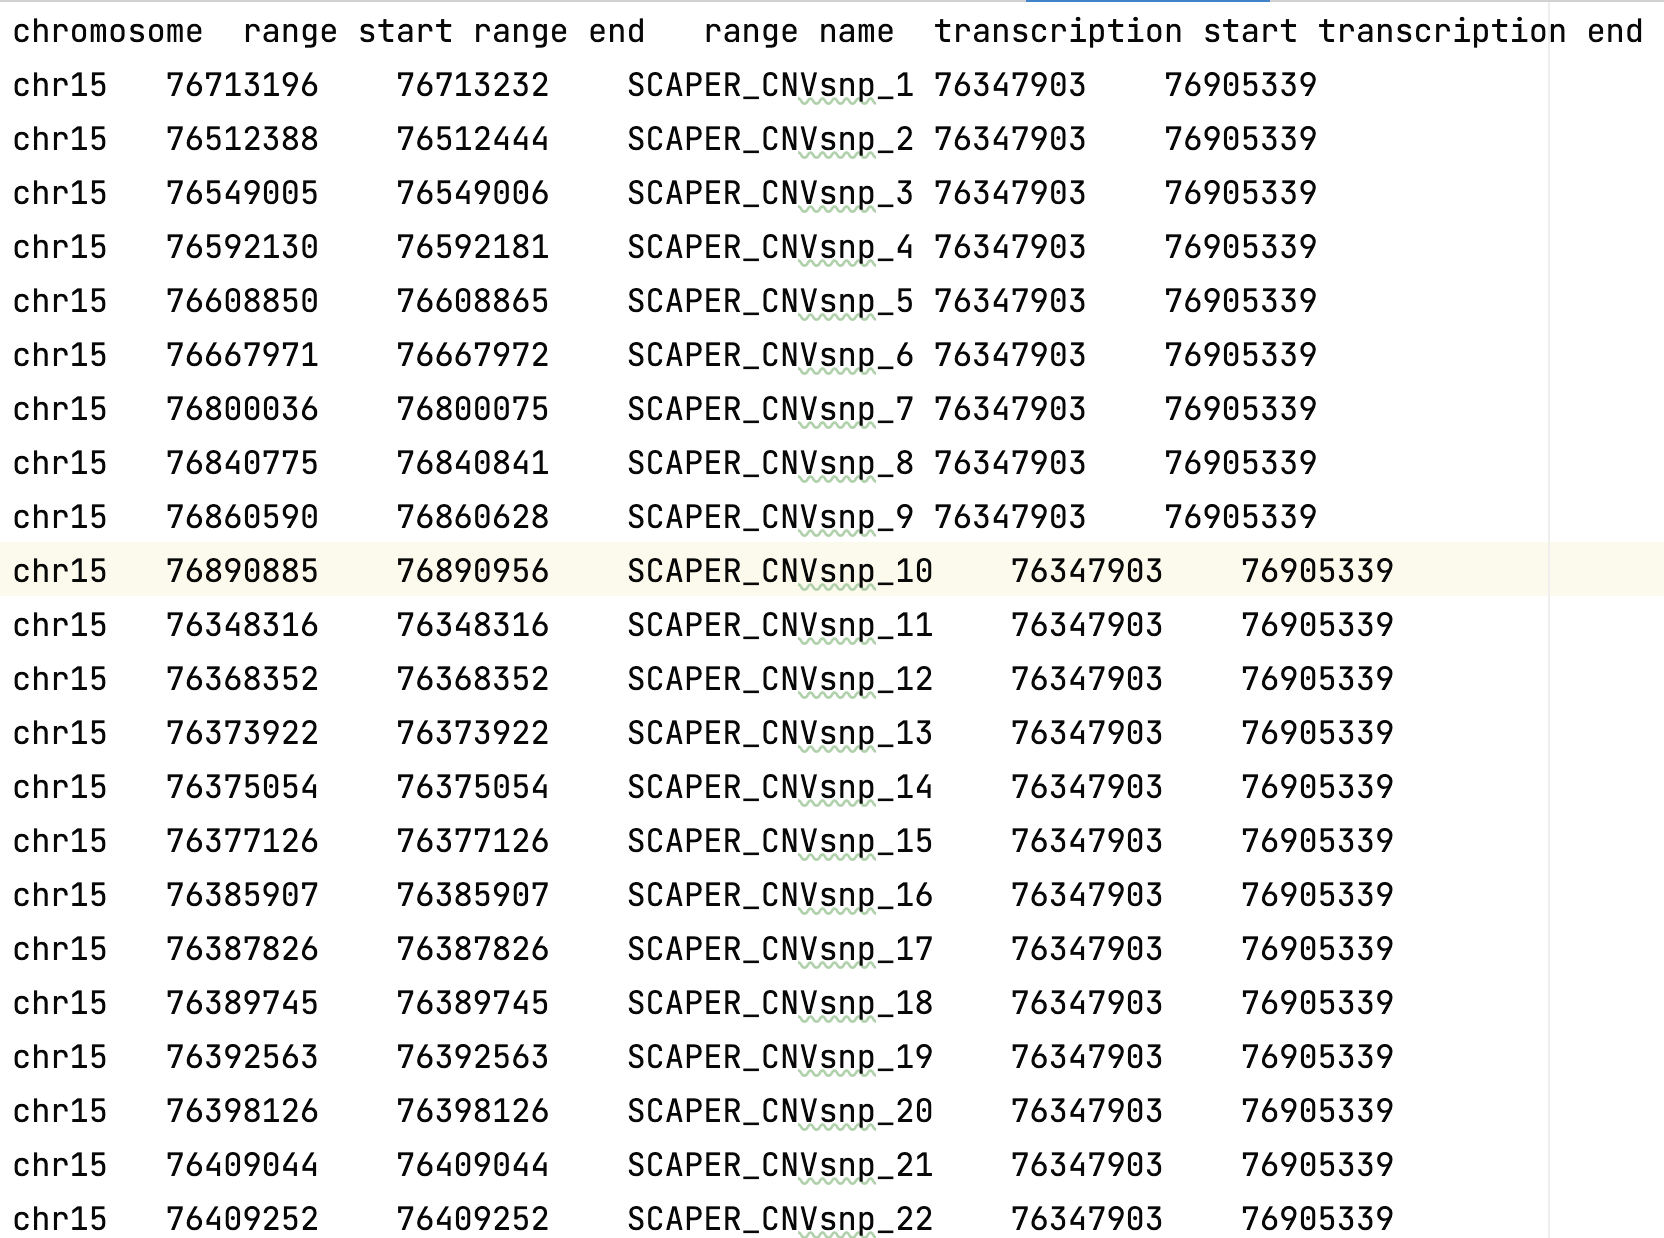 chromosome range start range end range name transcription start transcription end
chr15 76713196 76713232 SCAPER_CNVsnp_1 76347903 76905339
chr15 76512388 76512444 SCAPER_CNVsnp_2 76347903 76905339
chr15 76549005 76549006 SCAPER_CNVsnp_3 76347903 76905339
chr15 76592130 76592181 SCAPER_CNVsnp_4 76347903 76905339
chr15 76608850 76608865 SCAPER_CNVsnp_5 76347903 76905339
chr15 76667971 76667972 SCAPER_CNVsnp_6 76347903 76905339
chr15 76800036 76800075 SCAPER_CNVsnp_7 76347903 76905339
chr15 76840775 76840841 SCAPER_CNVsnp_8 76347903 76905339
chr15 76860590 76860628 SCAPER_CNVsnp_9 76347903 76905339
chr15 76890885 76890956 SCAPER_CNVsnp_10 76347903 76905339
chr15 76348316 76348316 SCAPER_CNVsnp_11 76347903 76905339
chr15 76368352 76368352 SCAPER_CNVsnp_12 76347903 76905339
chr15 76373922 76373922 SCAPER_CNVsnp_13 76347903 76905339
chr15 76375054 76375054 SCAPER_CNVsnp_14 76347903 76905339
chr15 76377126 76377126 SCAPER_CNVsnp_15 76347903 76905339
chr15 76385907 76385907 SCAPER_CNVsnp_16 76347903 76905339
chr15 76387826 76387826 SCAPER_CNVsnp_17 76347903 76905339
chr15 76389745 76389745 SCAPER_CNVsnp_18 76347903 76905339
chr15 76392563 76392563 SCAPER_CNVsnp_19 76347903 76905339
chr15 76398126 76398126 SCAPER_CNVsnp_20 76347903 76905339
chr15 76409044 76409044 SCAPER_CNVsnp_21 76347903 76905339
chr15 76409252 76409252 SCAPER_CNVsnp_22 76347903 76905339